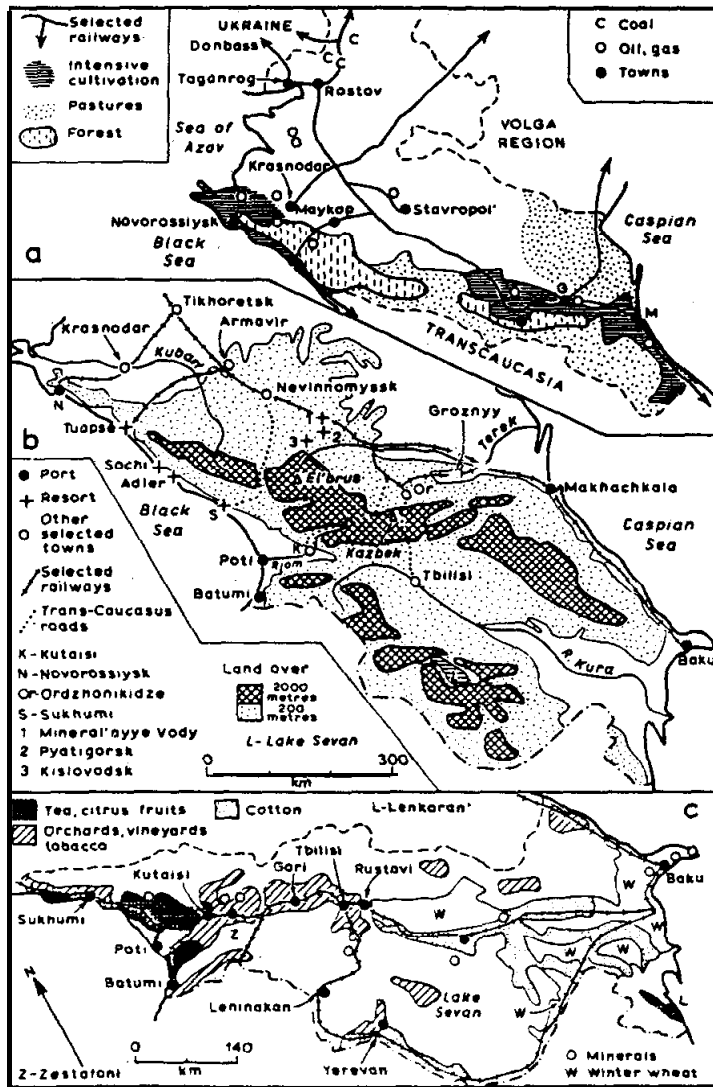 Selected railways
Intensive cultivation
Pastures
Forest
UKRAINE
Donbass
Taganrog
Rostov
Sea of Azov
C Coal
O Oil, gas
Towns
C
C
C
VOLGA REGION
Krasnodar
Maykop
Stavropol'
Novorossiysk
Black Sea
Caspian Sea
G
M
TRANSCAUCASIA
a
Tikhoretsk
Krasnodar
Armavir
Kuban
Nevinnomyssk
N
Tuapse
1
2
3
Groznyy
Terek
b
Sochi
Adler
El'brus
Or
Makhachkala
Port
Resort
Other selected towns
Selected railways
Trans-Caucasus roads
Black Sea
S
Caspian Sea
Poti
K
Rion
Kazbek
Batumi
Tbilisi
R. Kura
Baku
K-Kutaisi
N-Novorossiysk
Or-Ordzhonikidze
S-Sukhumi
1 Mineral'nyye Vody
2 Pyatigorsk
3 Kislovodsk
Land over
2000 metres
200 metres
L-Lake Sevan
0 300
km
Tea, citrus fruits
Cotton
L-Lenkaran'
C
Orchards, vineyards
tobacco
Tbilisi
Kutaisi
Gori
Rustavi
Baku
W
W
W
W
W
W
W
W
Sukhumi
Z
Poti
Batumi
Leninakan
Lake Sevan
L
N
0 140
km
Yerevan
Z-Zestafoni
O Minerals
W Winter wheat